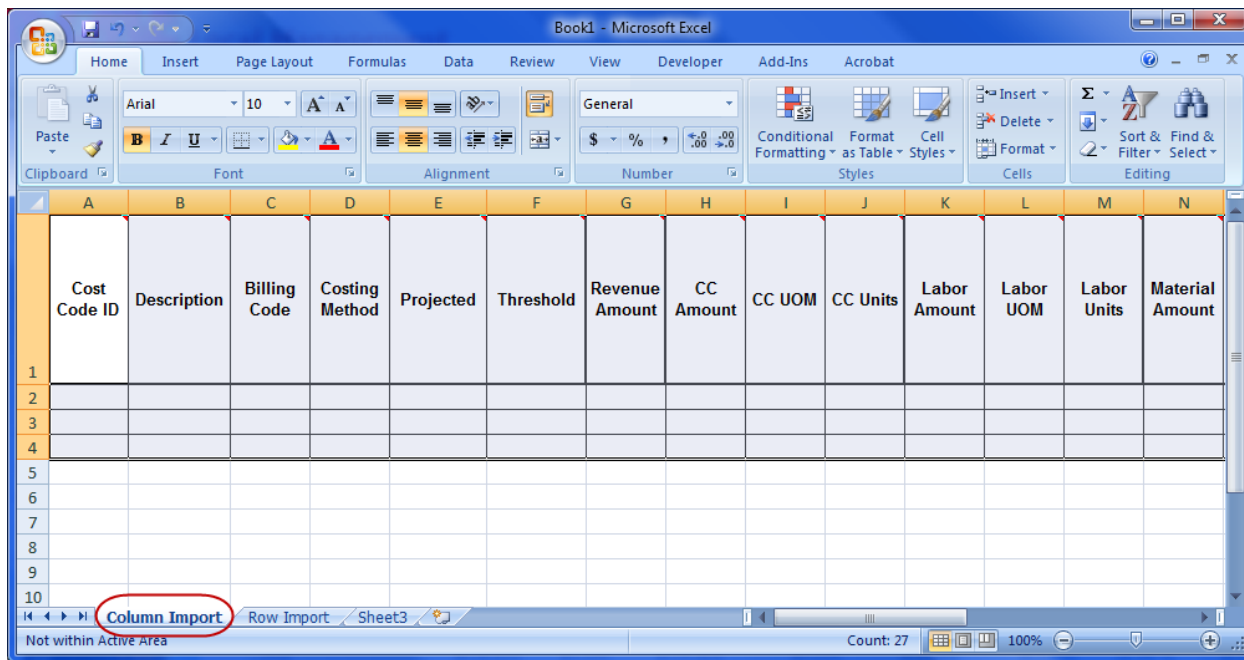 Book1 - Microsoft Excel
Home Insert Page Layout Formulas Data Review View Developer Add-Ins Acrobat
Paste
Clipboard
Arial 10 A A
B I U A
Font
Alignment
General
$ % , .0 .00 .00 .0
Number
Conditional Formatting
Format as Table
Cell Styles
Styles
Insert
Delete
Format
Cells
Σ
A Z
Sort & Filter
Find & Select
Editing
A B C D E F G H I J K L M N
1
Cost Code ID
Description
Billing Code
Costing Method
Projected
Threshold
Revenue Amount
CC Amount
CC UOM
CC Units
Labor Amount
Labor UOM
Labor Units
Material Amount
2
3
4
5
6
7
8
9
10
Column Import Row Import Sheet3
Not within Active Area Count: 27 100%